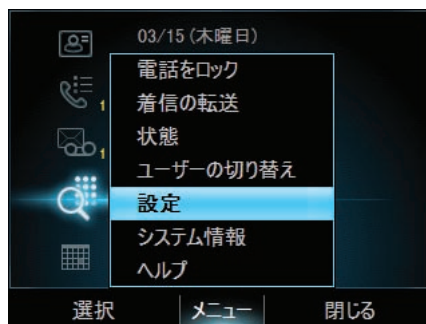 03/15 (木曜日)
電話をロック
着信の転送
1
状態
1
ユーザーの切り替え
設定
システム情報
ヘルプ
選択 メニュー 閉じる